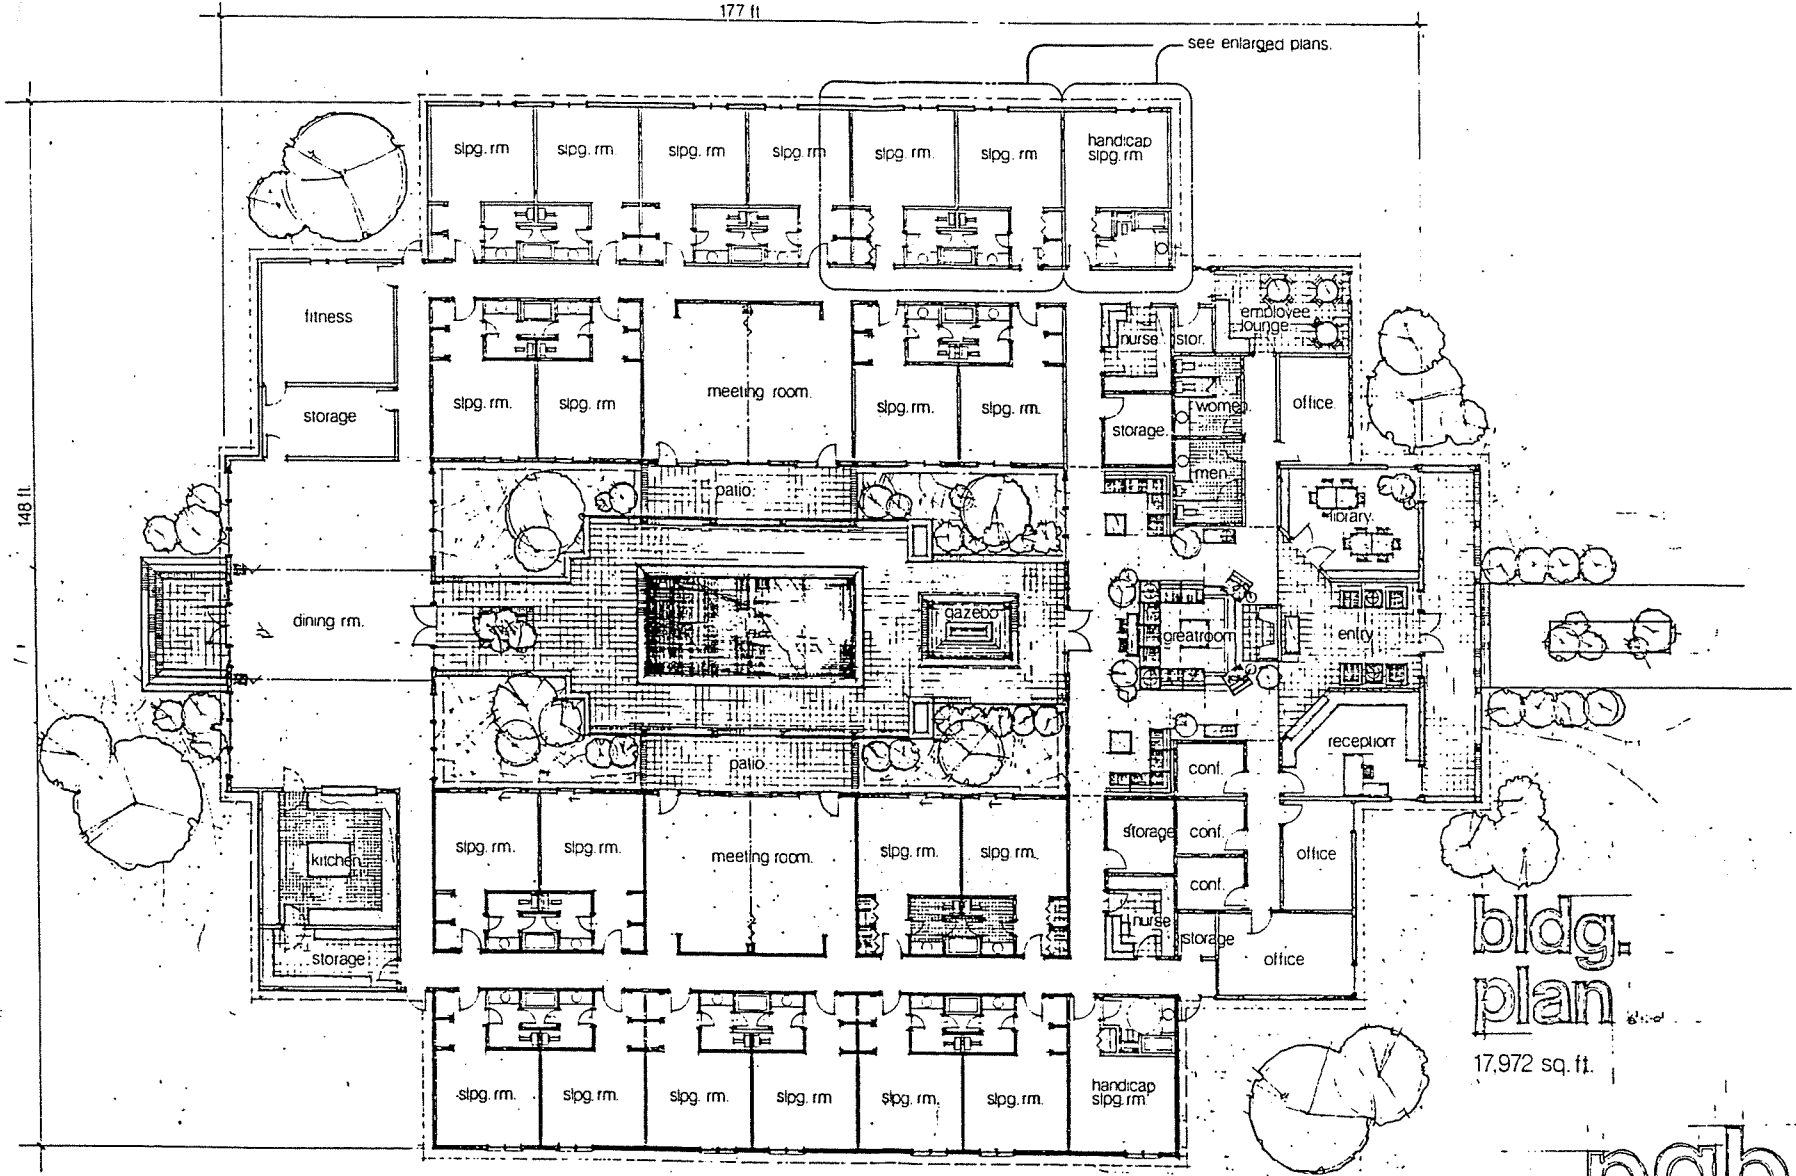 177 ft
see enlarged plans.
slpg. rm
slpg. rm.
slpg. rm
slpg. rm
slpg. rm
slpg. rm.
handicap
slpg. rm
fitness
employee
lounge
nurse
stor.
meeting room.
storage
slpg. rm.
slpg. rm
slpg. rm.
slpg. rm.
women.
office.
storage.
men.
patio.
library.
148 ft.
dining rm.
gazebo
greatroom
entry
reception
patio.
conf.
kitchen
slpg. rm.
slpg. rm.
meeting room.
slpg. rm.
slpg. rm.
storage
conf.
office
conf.
nurse
storage
storage
office
bldg.
plan
17,972 sq. ft.
slpg. rm.
slpg. rm.
slpg. rm.
slpg. rm
slpg. rm.
slpg. rm.
handicap
slpg. rm